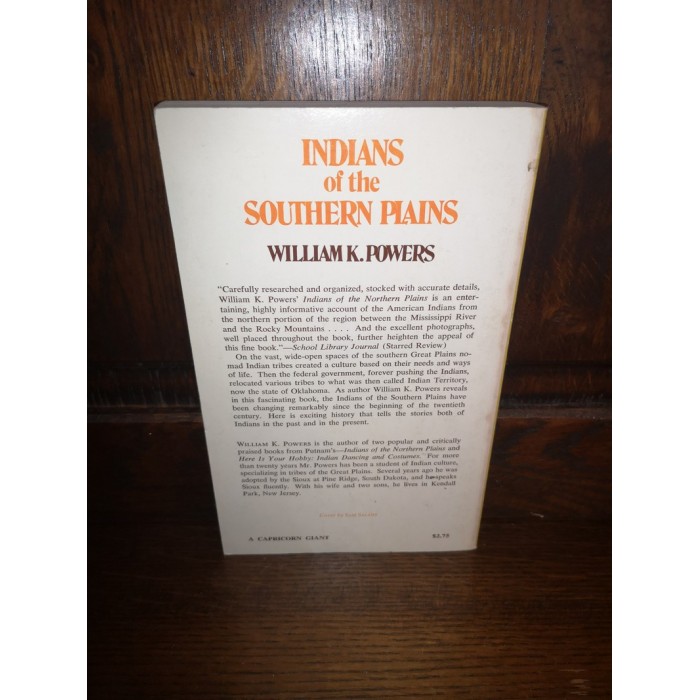 INDIANS
of the
SOUTHERN PLAINS
WILLIAM K. POWERS
"Carefully researched and organized, stocked with accurate details,
William K. Powers' Indians of the Northern Plains is an enter-
taining, highly informative account of the American Indians from
the northern portion of the region between the Mississippi River
and the Rocky Mountains . . . . And the excellent photographs,
well placed throughout the book, further heighten the appeal of
this fine book."—School Library Journal (Starred Review)
On the vast, wide-open spaces of the southern Great Plains no-
mad Indian tribes created a culture based on their needs and ways
of life. Then the federal government, forever pushing the Indians,
relocated various tribes to what was then called Indian Territory,
now the state of Oklahoma. As author William K. Powers reveals
in this fascinating book, the Indians of the Southern Plains have
been changing remarkably since the beginning of the twentieth
century. Here is exciting history that tells the stories both of
Indians in the past and in the present.
WILLIAM K. POWERS is the author of two popular and critically
praised books from Putnam's—Indians of the Northern Plains and
Here Is Your Hobby: Indian Dancing and Costumes. For more
than twenty years Mr. Powers has been a student of Indian culture,
specializing in tribes of the Great Plains. Several years ago he was
adopted by the Sioux at Pine Ridge, South Dakota, and he speaks
Sioux fluently. With his wife and two sons, he lives in Kendall
Park, New Jersey.
Cover by
A CAPRICORN GIANT